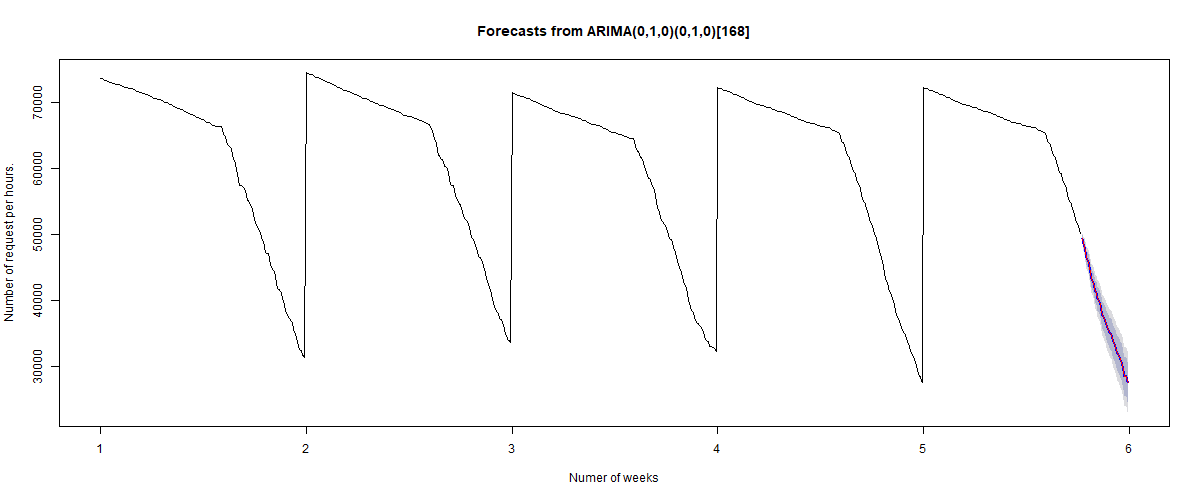 Forecasts from ARIMA(0,1,0)(0,1,0)[168]
Number of request per hours.
70000
60000
50000
40000
30000
1 2 3 4 5 6
Numer of weeks